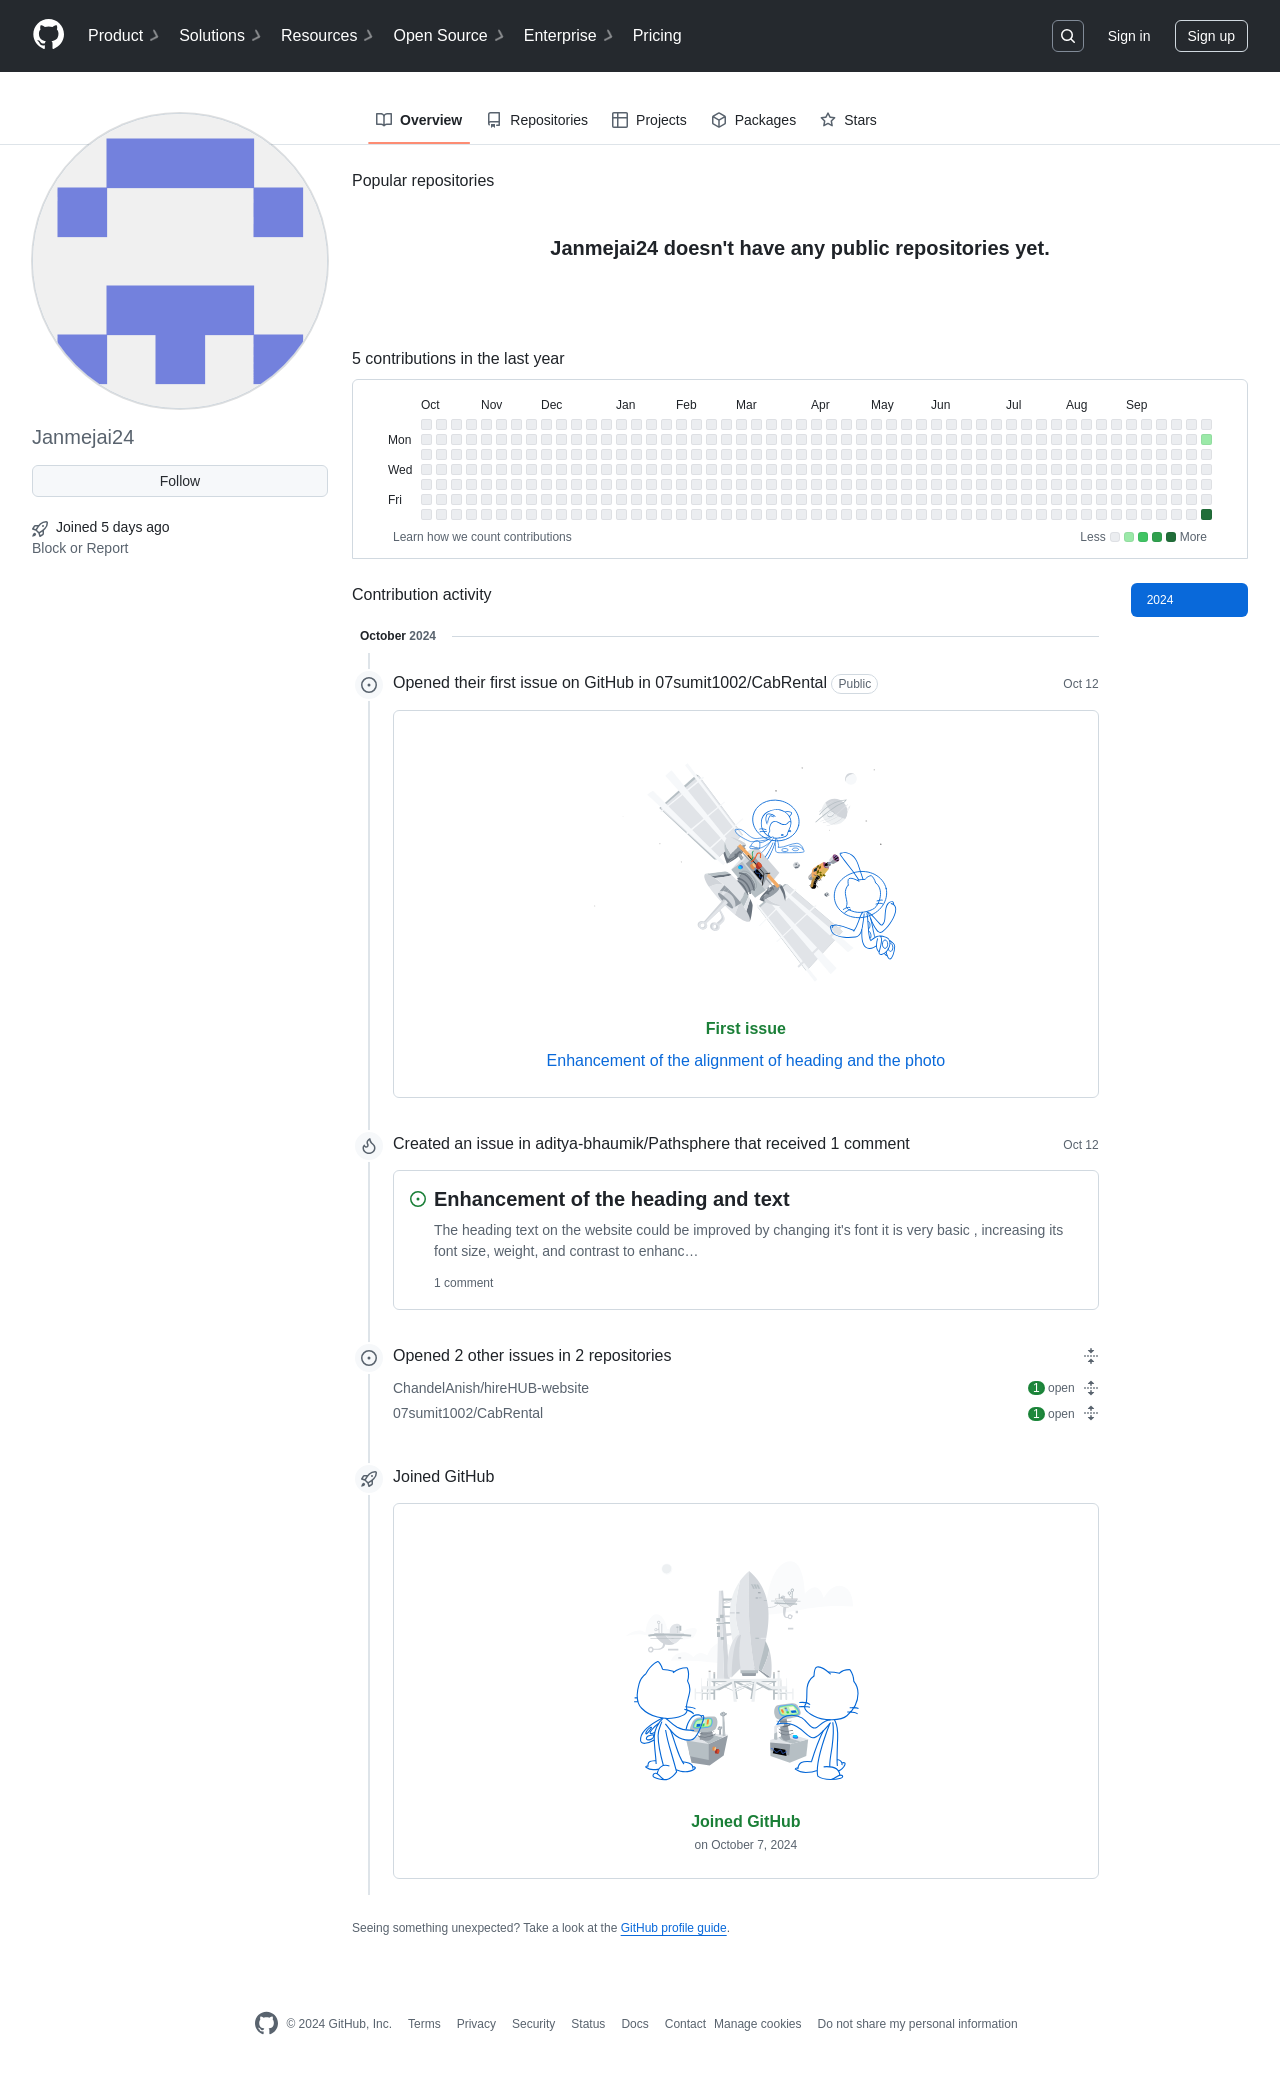 Product Solutions Resources Open Source Enterprise Pricing Sign in Sign up
Overview Repositories Projects Packages Stars
Janmejai24
Follow
Joined 5 days ago
Block or Report
Popular repositories
Janmejai24 doesn't have any public repositories yet.
5 contributions in the last year
Oct Nov Dec Jan Feb Mar Apr May Jun Jul Aug Sep
Mon
Wed
Fri
Learn how we count contributions Less More
Contribution activity
2024
October 2024
Opened their first issue on GitHub in 07sumit1002/CabRental Public Oct 12
First issue
Enhancement of the alignment of heading and the photo
Created an issue in aditya-bhaumik/Pathsphere that received 1 comment Oct 12
Enhancement of the heading and text
The heading text on the website could be improved by changing it's font it is very basic , increasing its
font size, weight, and contrast to enhanc…
1 comment
Opened 2 other issues in 2 repositories
ChandelAnish/hireHUB-website 1 open
07sumit1002/CabRental 1 open
Joined GitHub
Joined GitHub
on October 7, 2024
Seeing something unexpected? Take a look at the GitHub profile guide.
© 2024 GitHub, Inc. Terms Privacy Security Status Docs Contact Manage cookies Do not share my personal information